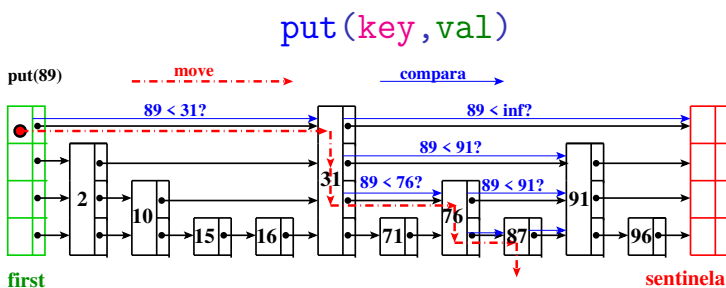 put(key,val)
put(89)
move
compara
89 < 31?
89 < inf?
89 < 91?
89 < 76?
89 < 91?
2
10
15
16
31
71
76
87
91
96
first
sentinela